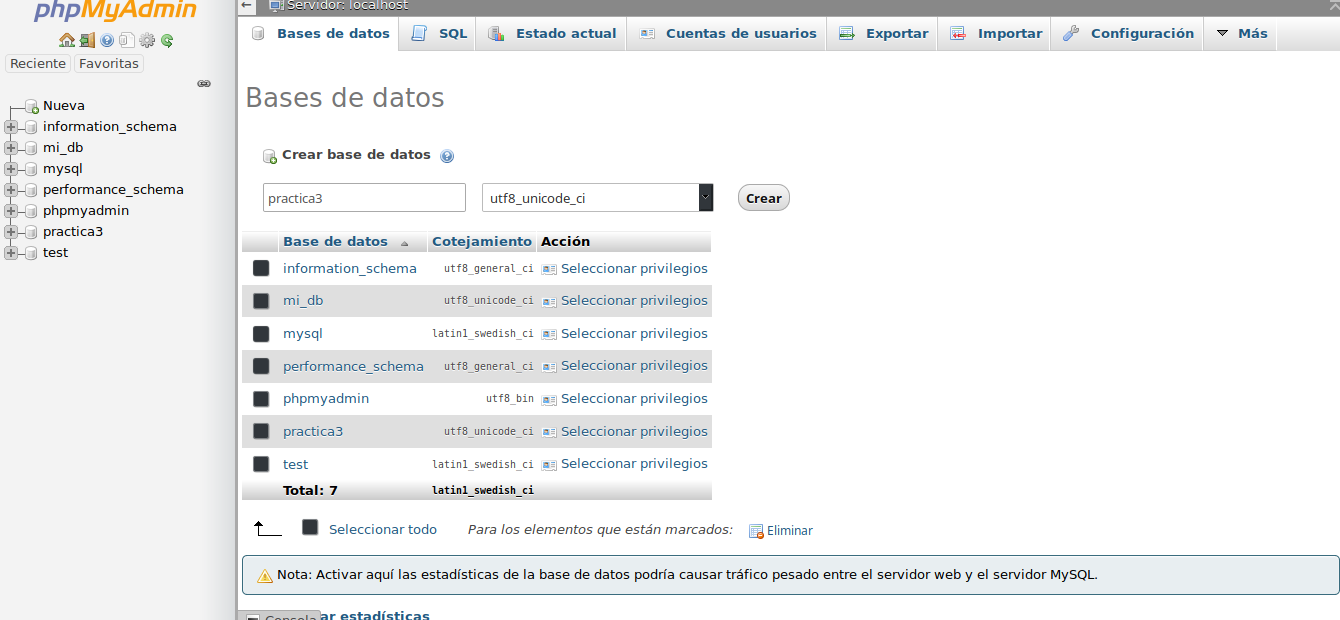 phpMyAdmin
Reciente Favoritas
Nueva
information_schema
mi_db
mysql
performance_schema
phpmyadmin
practica3
test
Servidor: localhost
Bases de datos SQL Estado actual Cuentas de usuarios Exportar Importar Configuración Más
Bases de datos
Crear base de datos
practica3 utf8_unicode_ci Crear
Base de datos Cotejamiento Acción
information_schema utf8_general_ci Seleccionar privilegios
mi_db utf8_unicode_ci Seleccionar privilegios
mysql latin1_swedish_ci Seleccionar privilegios
performance_schema utf8_general_ci Seleccionar privilegios
phpmyadmin utf8_bin Seleccionar privilegios
practica3 utf8_unicode_ci Seleccionar privilegios
test latin1_swedish_ci Seleccionar privilegios
Total: 7 latin1_swedish_ci
Seleccionar todo Para los elementos que están marcados: Eliminar
Nota: Activar aquí las estadísticas de la base de datos podría causar tráfico pesado entre el servidor web y el servidor MySQL.
Consola ar estadísticas